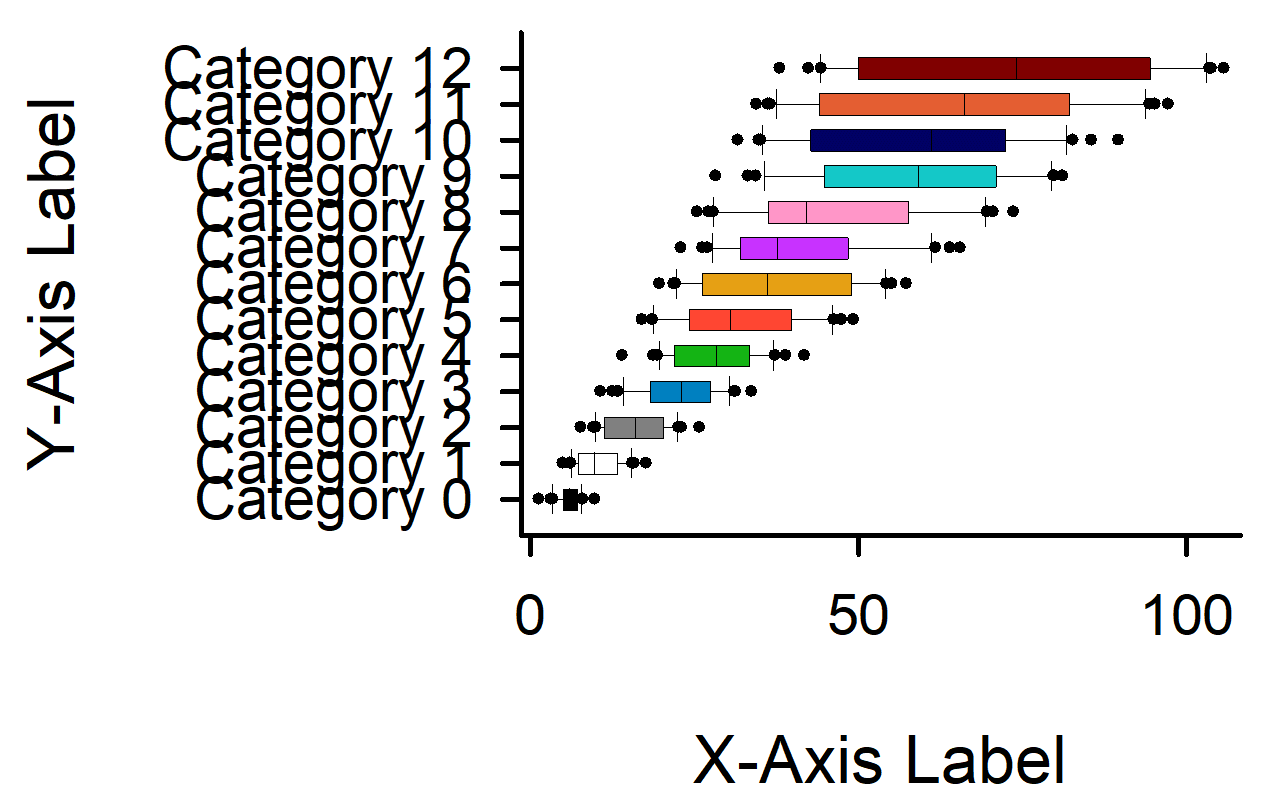 Y-Axis Label
Category 12
Category 11
Category 10
Category 9
Category 8
Category 7
Category 6
Category 5
Category 4
Category 3
Category 2
Category 1
Category 0
0 50 100
X-Axis Label